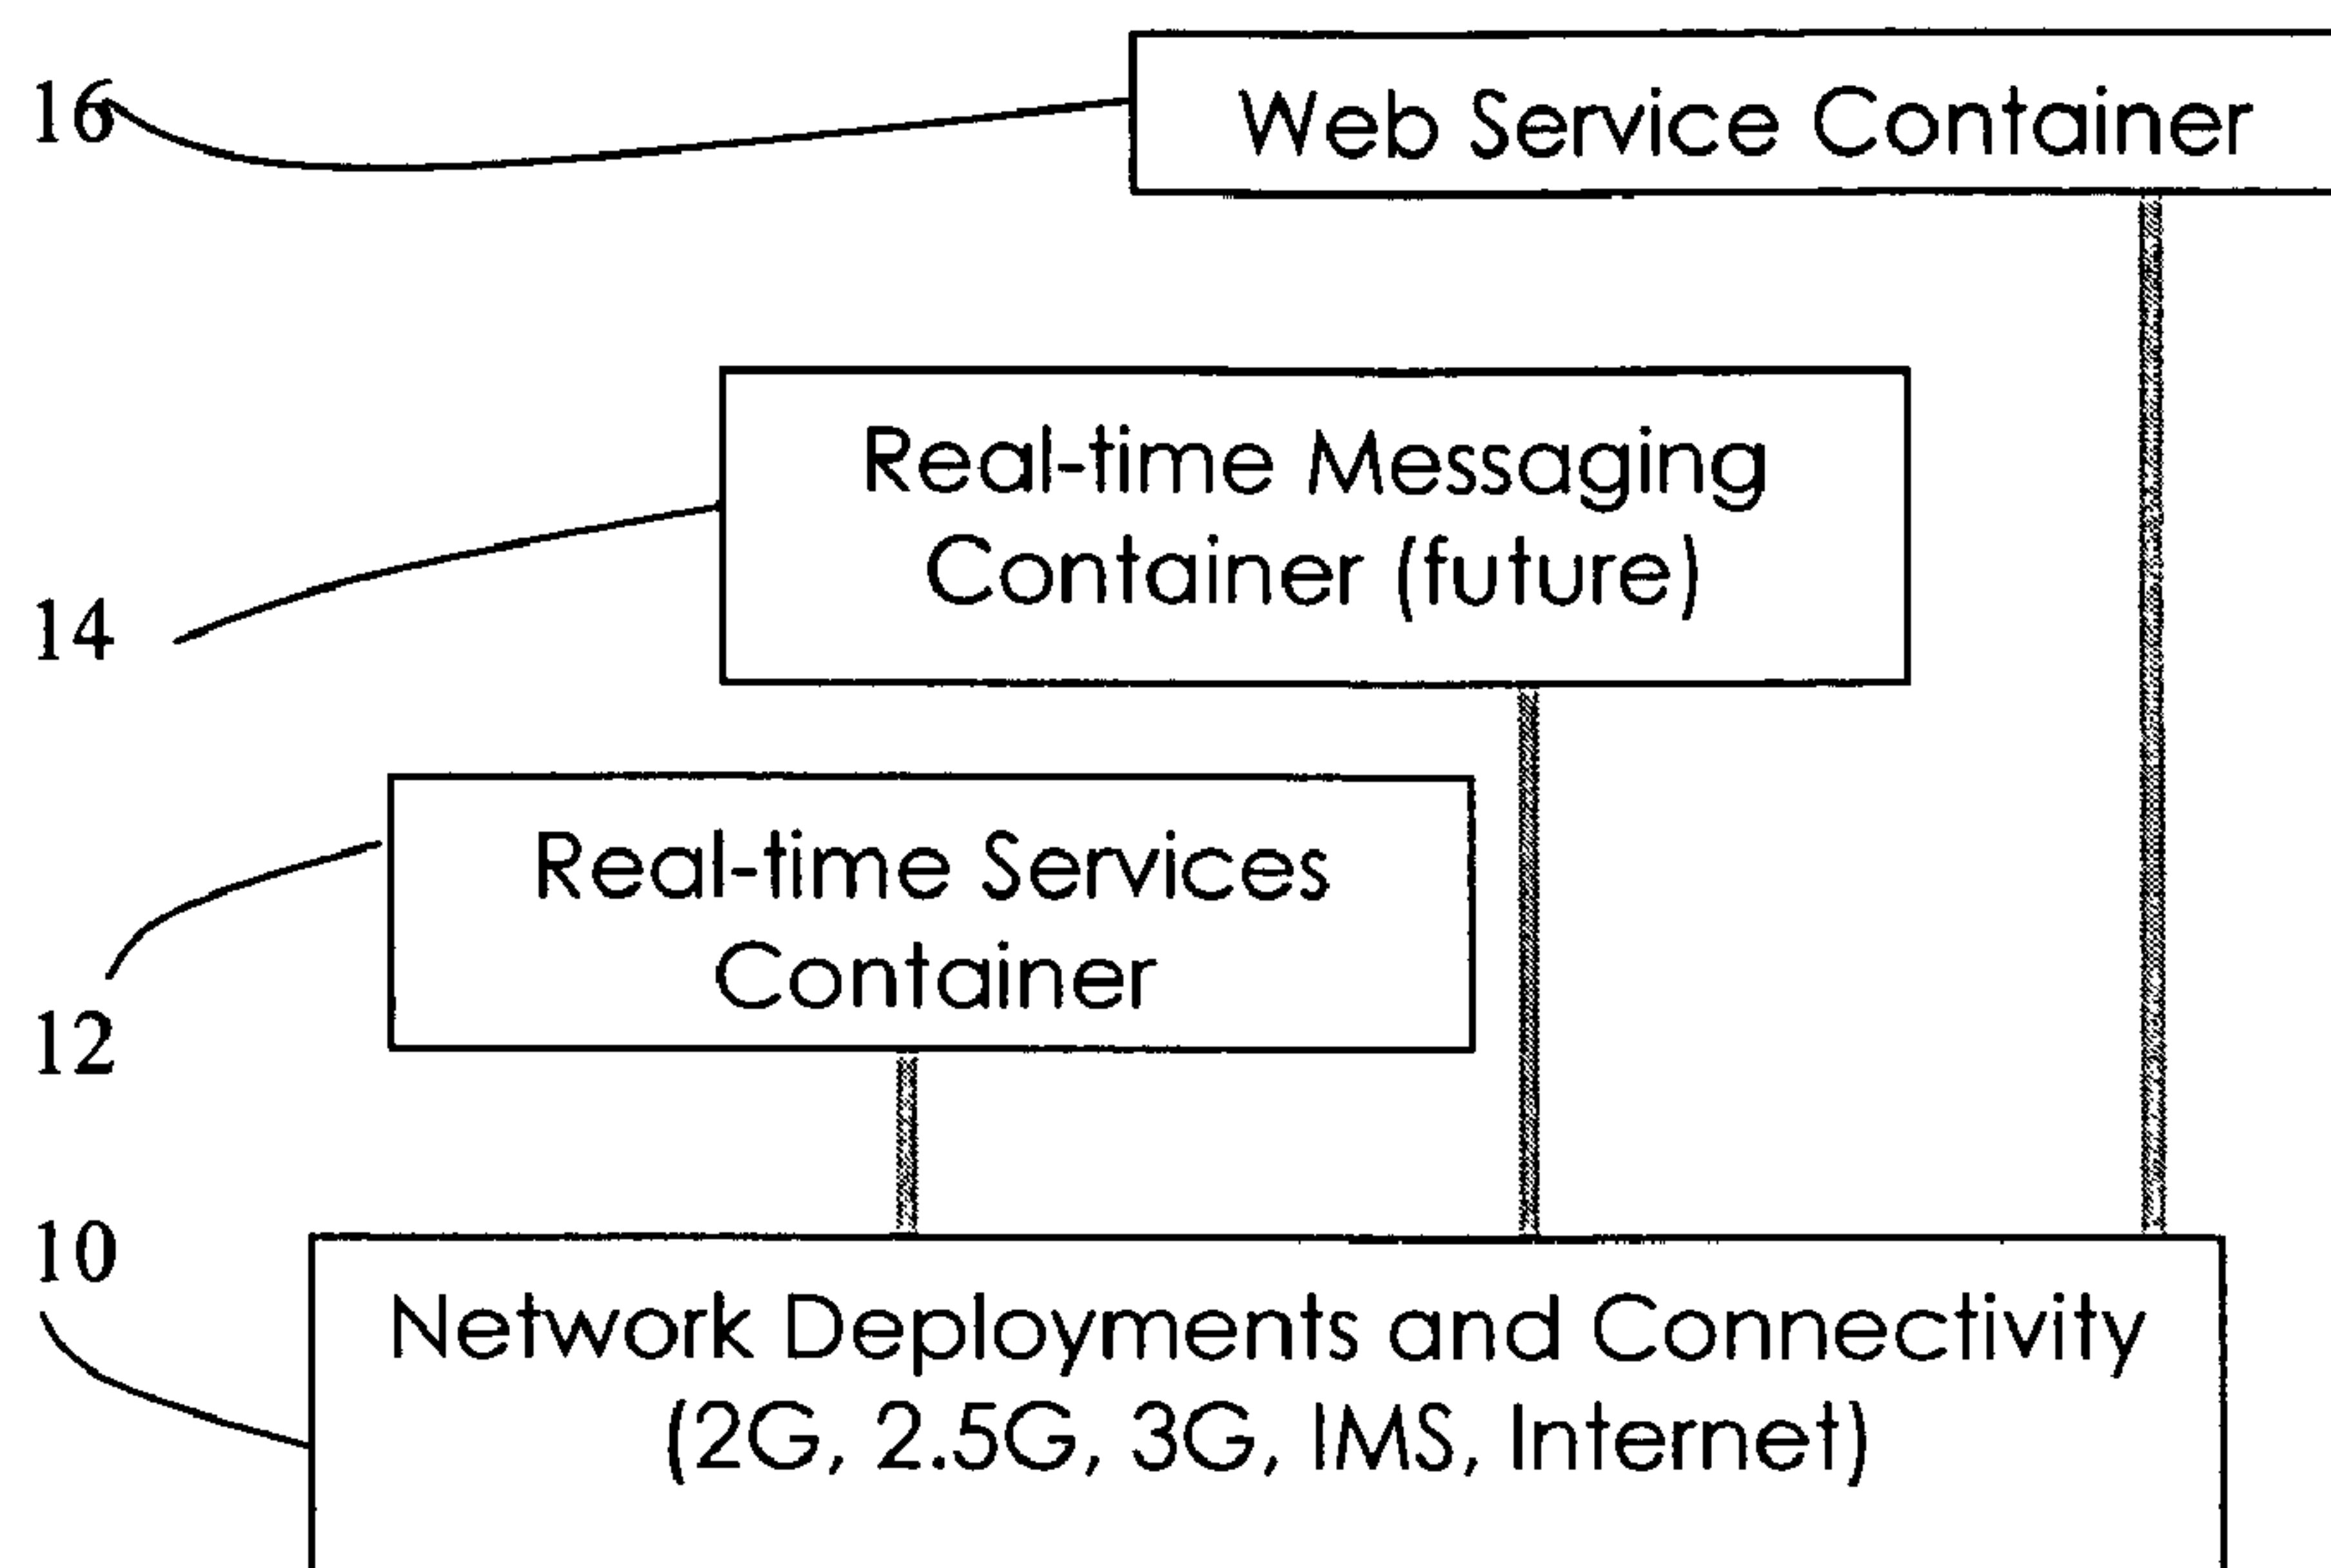 16
Web Service Container
Real-time Messaging
Container (future)
14
Real-time Services
Container
12
10
Network Deployments and Connectivity
(2G, 2.5G, 3G, IMS, Internet)